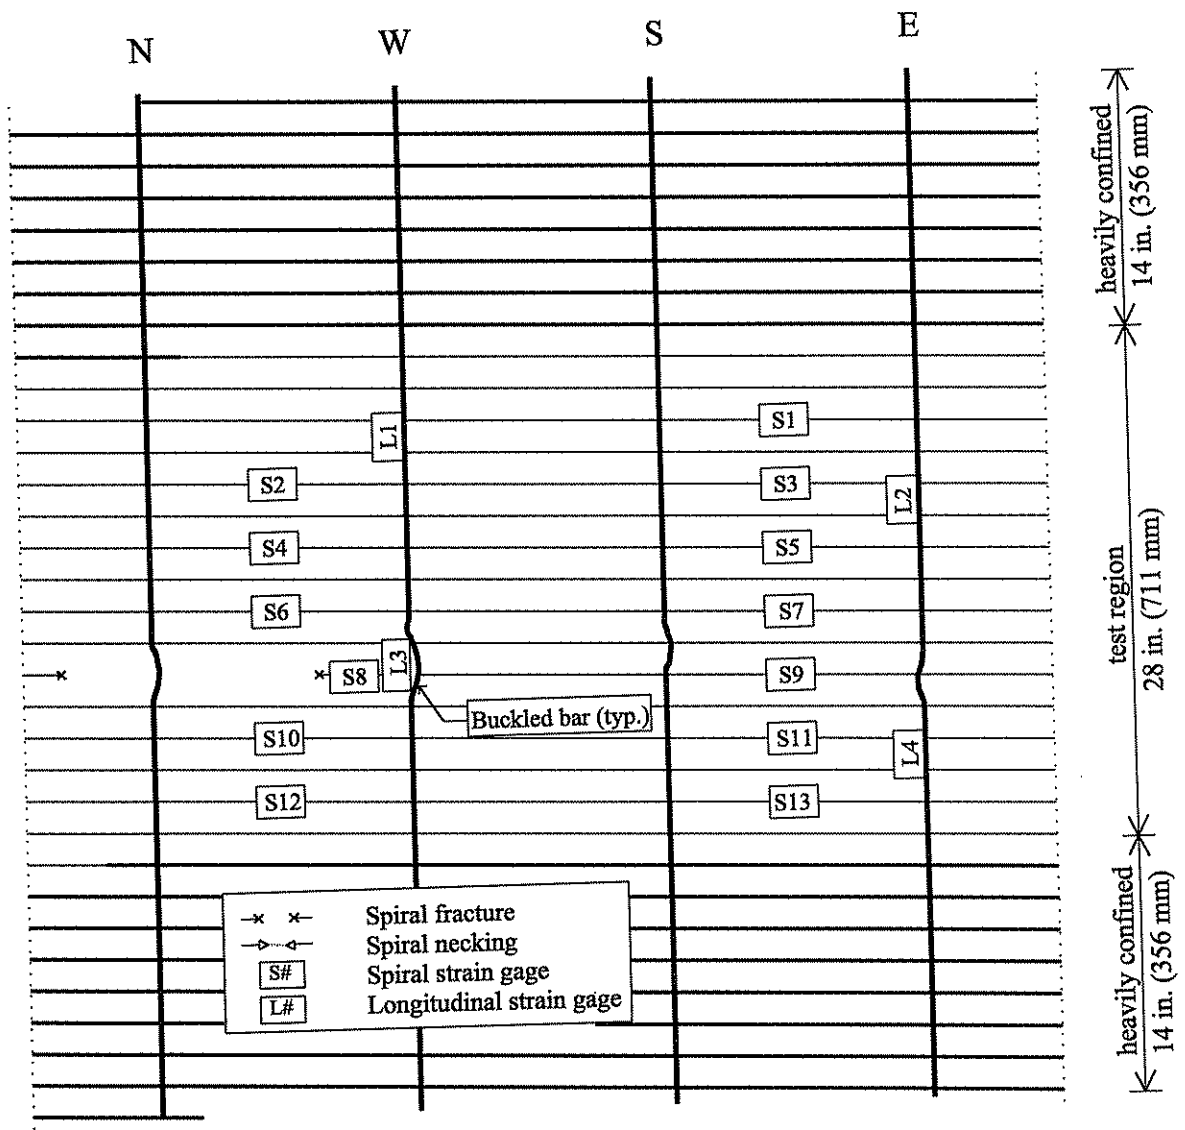 N
W
S
E
heavily confined
14 in. (356 mm)
S1
L1
S2
S3
L2
S4
S5
test region
28 in. (711 mm)
S6
S7
L3
S8
S9
Buckled bar (typ.)
S10
S11
L4
S12
S13
heavily confined
14 in. (356 mm)
Spiral fracture
Spiral necking
S# Spiral strain gage
L# Longitudinal strain gage